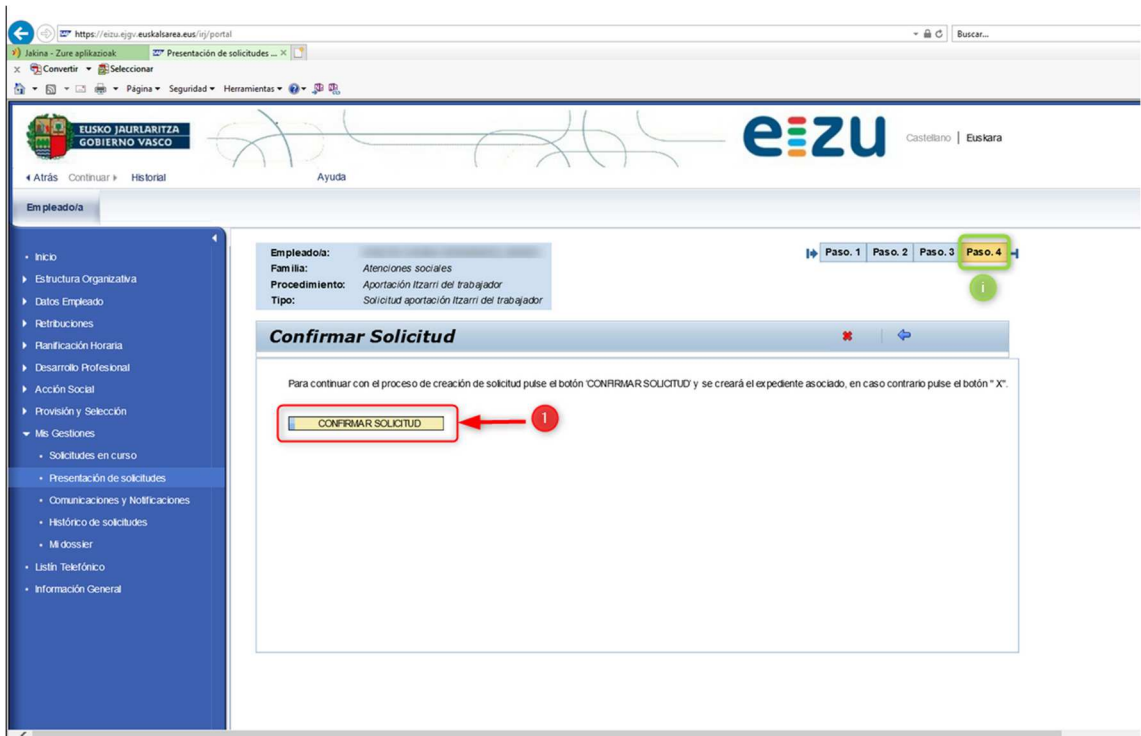 https://eizu.ejgv.euskalsarea.eus/irj/portal
Buscar...
Jakina - Zure aplikazioak
Presentación de solicitudes ...
Convertir
Seleccionar
Página
Seguridad
Herramientas
EUSKO JAURLARITZA
GOBIERNO VASCO
eizu
Castellano | Euskara
Atrás
Continuar
Historial
Ayuda
Empleado/a
Inicio
Estructura Organizativa
Datos Empleado
Retribuciones
Planificación Horaria
Desarrollo Profesional
Acción Social
Provisión y Selección
Mis Gestiones
Solicitudes en curso
Presentación de solicitudes
Comunicaciones y Notificaciones
Histórico de solicitudes
Mi dossier
Listín Telefónico
Información General
Empleado/a:
Familia: Atenciones sociales
Procedimiento: Aportación Itzarri del trabajador
Tipo: Solicitud aportación Itzarri del trabajador
Paso. 1 Paso. 2 Paso. 3 Paso. 4
i
Confirmar Solicitud
Para continuar con el proceso de creación de solicitud pulse el botón 'CONFIRMAR SOLICITUD' y se creará el expediente asociado, en caso contrario pulse el botón " X".
CONFIRMAR SOLICITUD
1